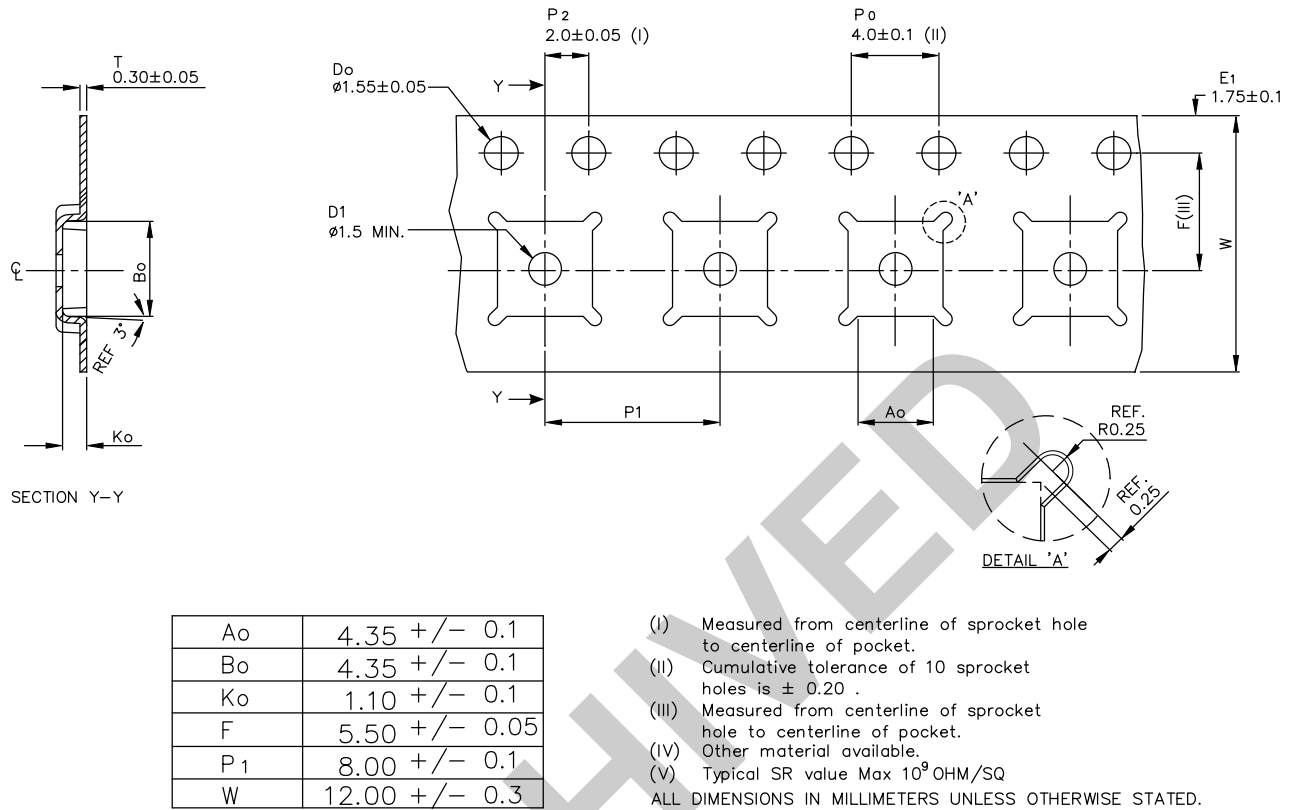 P2
2.0±0.05 (I)
Po
4.0±0.1 (II)
T
0.30±0.05
Do
ø1.55±0.05
Y
E1
1.75±0.1
'A'
D1
ø1.5 MIN.
F(III)
W
Bo
REF 3°
Ko
Y
P1
Ao
REF.
R0.25
REF.
0.25
DETAIL 'A'
SECTION Y-Y
Ao 4.35 +/- 0.1
Bo 4.35 +/- 0.1
Ko 1.10 +/- 0.1
F 5.50 +/- 0.05
P1 8.00 +/- 0.1
W 12.00 +/- 0.3
(I) Measured from centerline of sprocket hole
to centerline of pocket.
(II) Cumulative tolerance of 10 sprocket
holes is ± 0.20 .
(III) Measured from centerline of sprocket
hole to centerline of pocket.
(IV) Other material available.
(V) Typical SR value Max 10⁹ OHM/SQ
ALL DIMENSIONS IN MILLIMETERS UNLESS OTHERWISE STATED.
HIVED